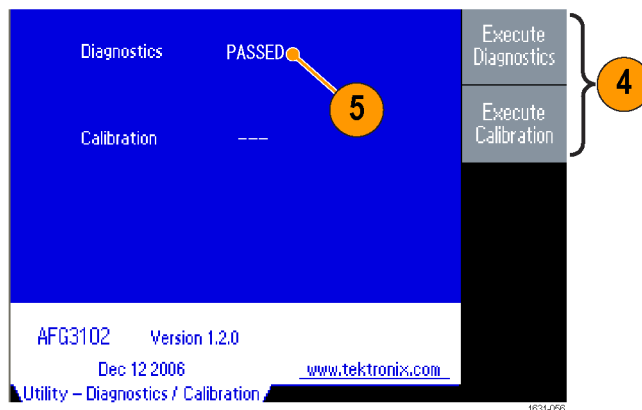 Diagnostics PASSED
Execute Diagnostics
4
5
Calibration ---
Execute Calibration
AFG3102 Version 1.2.0
Dec 12 2006 www.tektronix.com
Utility – Diagnostics / Calibration
1631-056